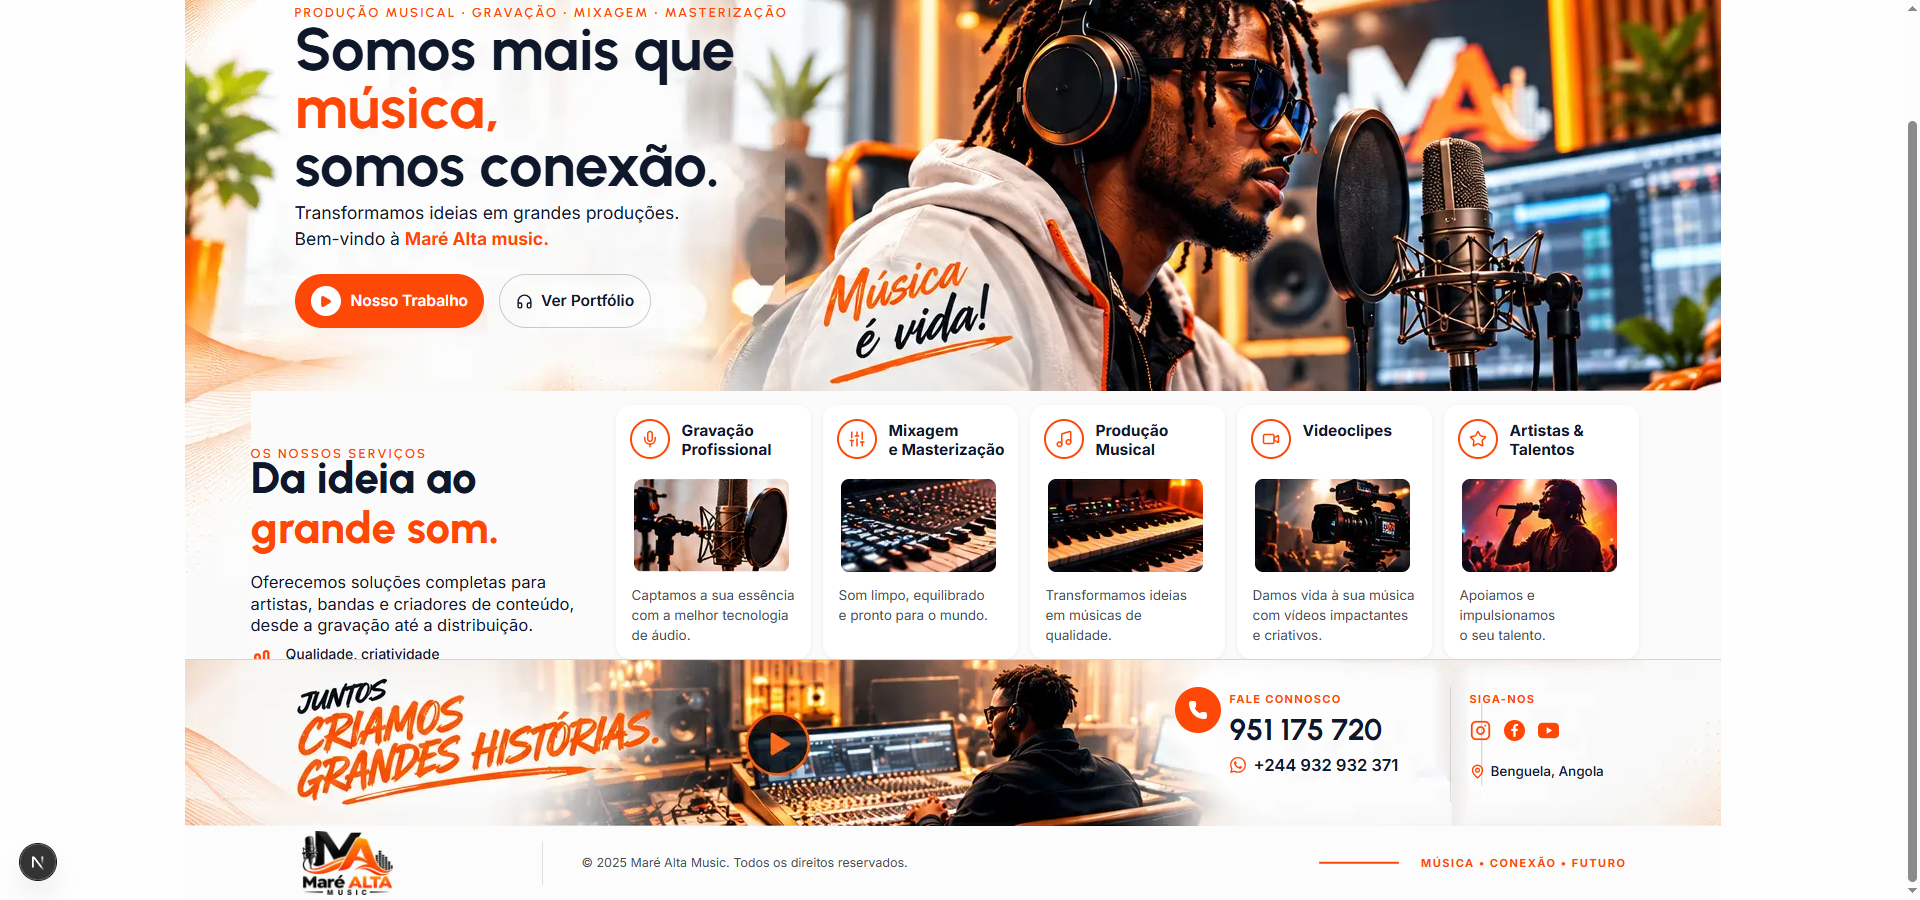 PRODUÇÃO MUSICAL · GRAVAÇÃO · MIXAGEM · MASTERIZAÇÃO
Somos mais que
música,
somos conexão.
Transformamos ideias em grandes produções.
Bem-vindo à Maré Alta music.
Nosso Trabalho
Ver Portfólio
MA
Música
é vida!
OS NOSSOS SERVIÇOS
Da ideia ao
grande som.
Oferecemos soluções completas para
artistas, bandas e criadores de conteúdo,
desde a gravação até a distribuição.
Qualidade, criatividade
Gravação
Profissional
Captamos a sua essência
com a melhor tecnologia
de áudio.
Mixagem
e Masterização
Som limpo, equilibrado
e pronto para o mundo.
Produção
Musical
Transformamos ideias
em músicas de
qualidade.
Videoclipes
Damos vida à sua música
com vídeos impactantes
e criativos.
Artistas &
Talentos
Apoiamos e
impulsionamos
o seu talento.
JUNTOS
CRIAMOS
GRANDES HISTÓRIAS.
FALE CONNOSCO
951 175 720
+244 932 932 371
SIGA-NOS
Benguela, Angola
N
MA
Maré ALTA
MUSIC
© 2025 Maré Alta Music. Todos os direitos reservados.
MÚSICA • CONEXÃO • FUTURO